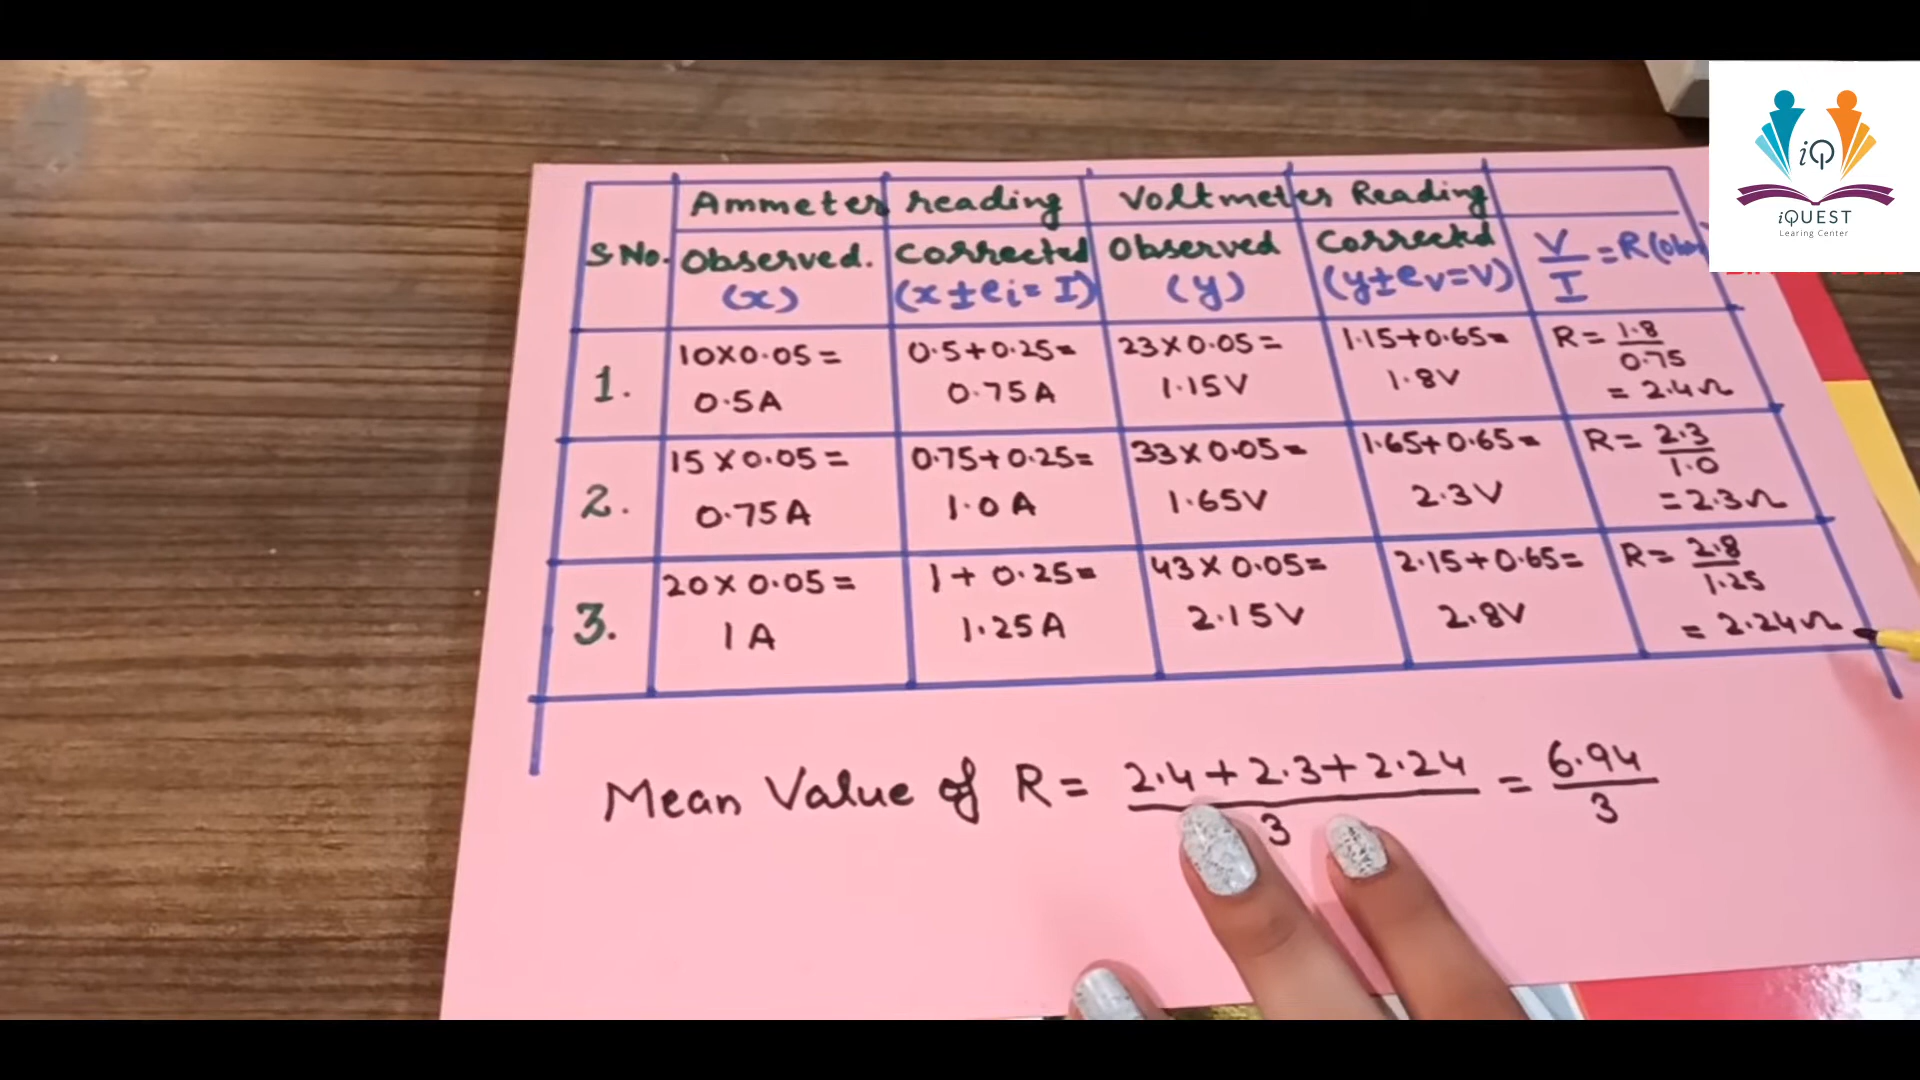 iQ
iQUEST
Learing Center
Ammeter reading Voltmeter Reading
S No. Observed. Corrected Observed Corrected V/I = R(ohm)
(x) (x ± ei = I) (y) (y ± ev = V)
1. 10×0.05= 0.5+0.25= 23×0.05= 1.15+0.65= R= 1.8/0.75
0.5A 0.75A 1.15V 1.8V = 2.4Ω
2. 15×0.05= 0.75+0.25= 33×0.05= 1.65+0.65= R= 2.3/1.0
0.75A 1.0A 1.65V 2.3V =2.3Ω
3. 20×0.05= 1+0.25= 43×0.05= 2.15+0.65= R= 2.8/1.25
1A 1.25A 2.15V 2.8V = 2.24Ω
Mean Value of R= 2.4+2.3+2.24/3 = 6.94/3